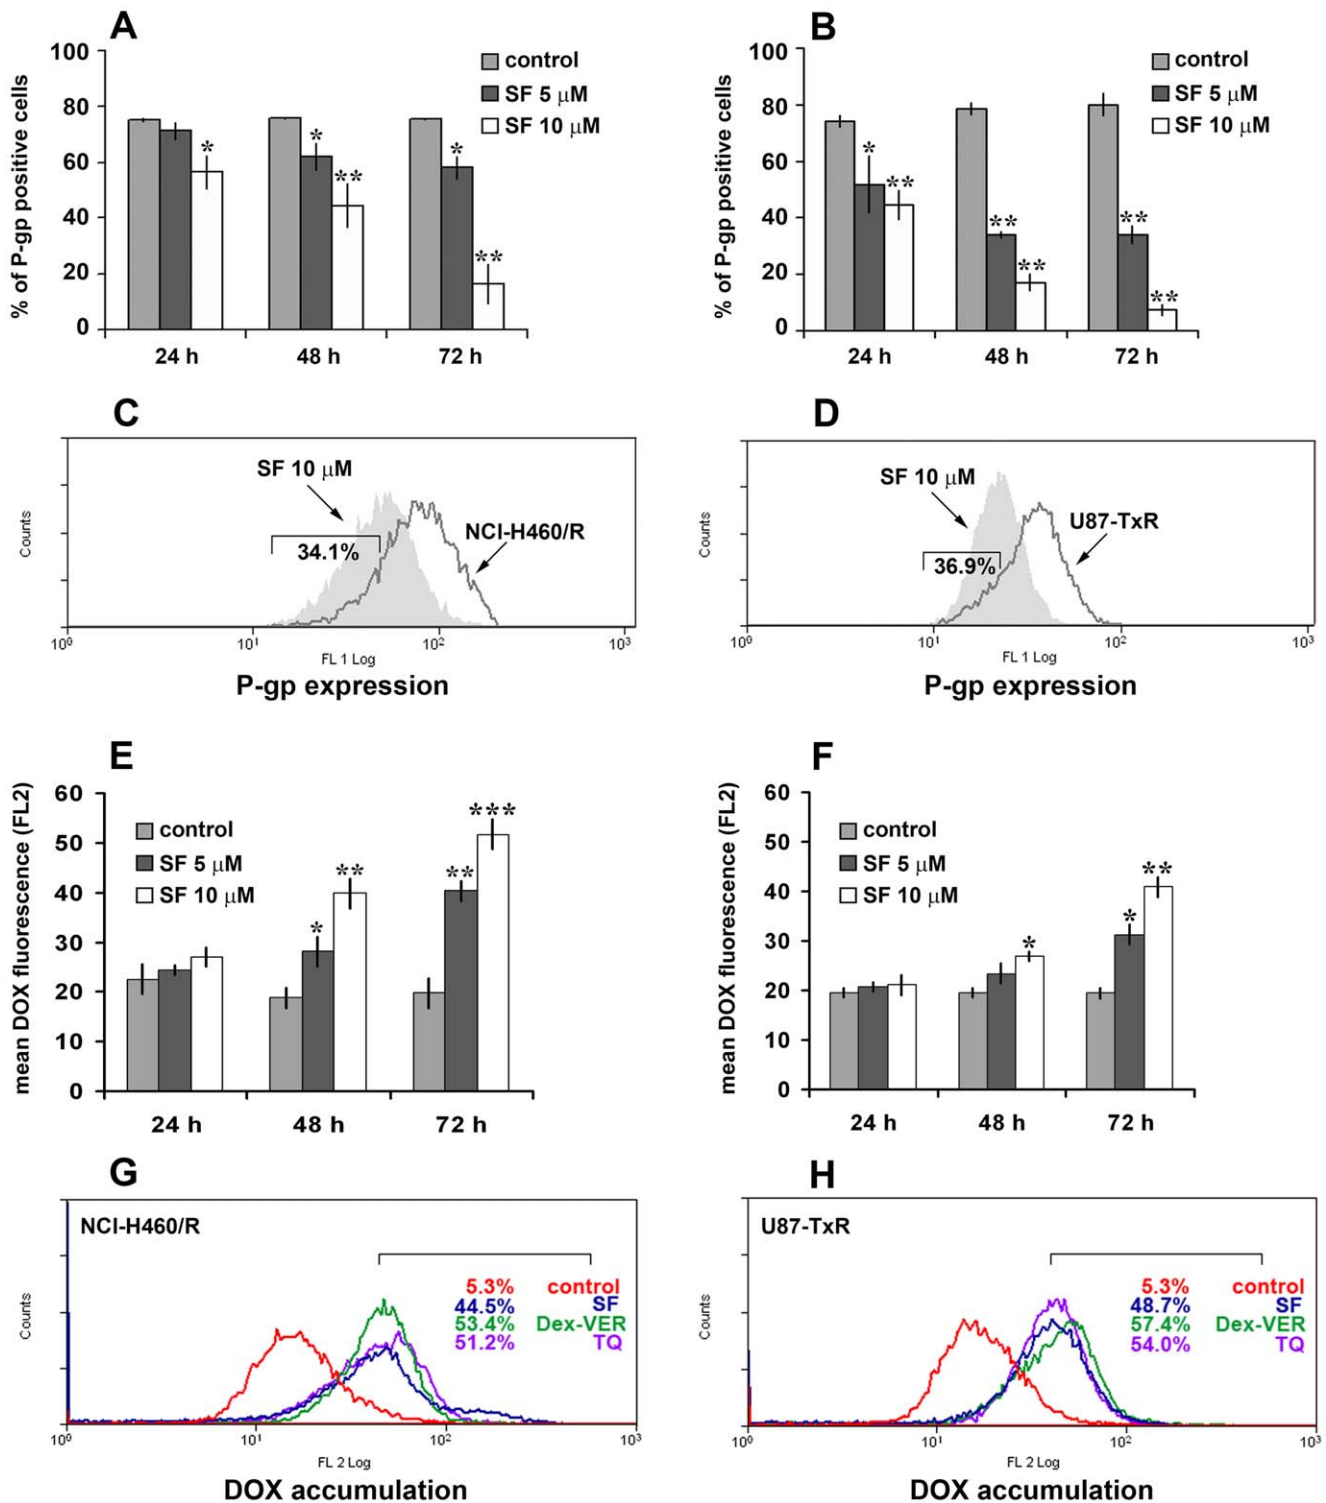 A
% of P-gp positive cells
100
80
60
40
20
0
control
SF 5 μM
SF 10 μM
*
*
**
*
**
24 h
48 h
72 h
B
% of P-gp positive cells
100
80
60
40
20
0
control
SF 5 μM
SF 10 μM
*
**
**
**
**
**
24 h
48 h
72 h
C
Counts
SF 10 μM
NCI-H460/R
34.1%
10⁰
10¹
10²
10³
FL 1 Log
P-gp expression
D
Counts
SF 10 μM
U87-TxR
36.9%
10⁰
10¹
10²
10³
FL 1 Log
P-gp expression
E
mean DOX fluorescence (FL2)
60
50
40
30
20
10
0
control
SF 5 μM
SF 10 μM
*
**
**
***
24 h
48 h
72 h
F
mean DOX fluorescence (FL2)
60
50
40
30
20
10
0
control
SF 5 μM
SF 10 μM
*
*
**
24 h
48 h
72 h
G
Counts
NCI-H460/R
5.3% control
44.5% SF
53.4% Dex-VER
51.2% TQ
10⁰
10¹
10²
10³
FL 2 Log
DOX accumulation
H
Counts
U87-TxR
5.3% control
48.7% SF
57.4% Dex-VER
54.0% TQ
10⁰
10¹
10²
10³
FL 2 Log
DOX accumulation